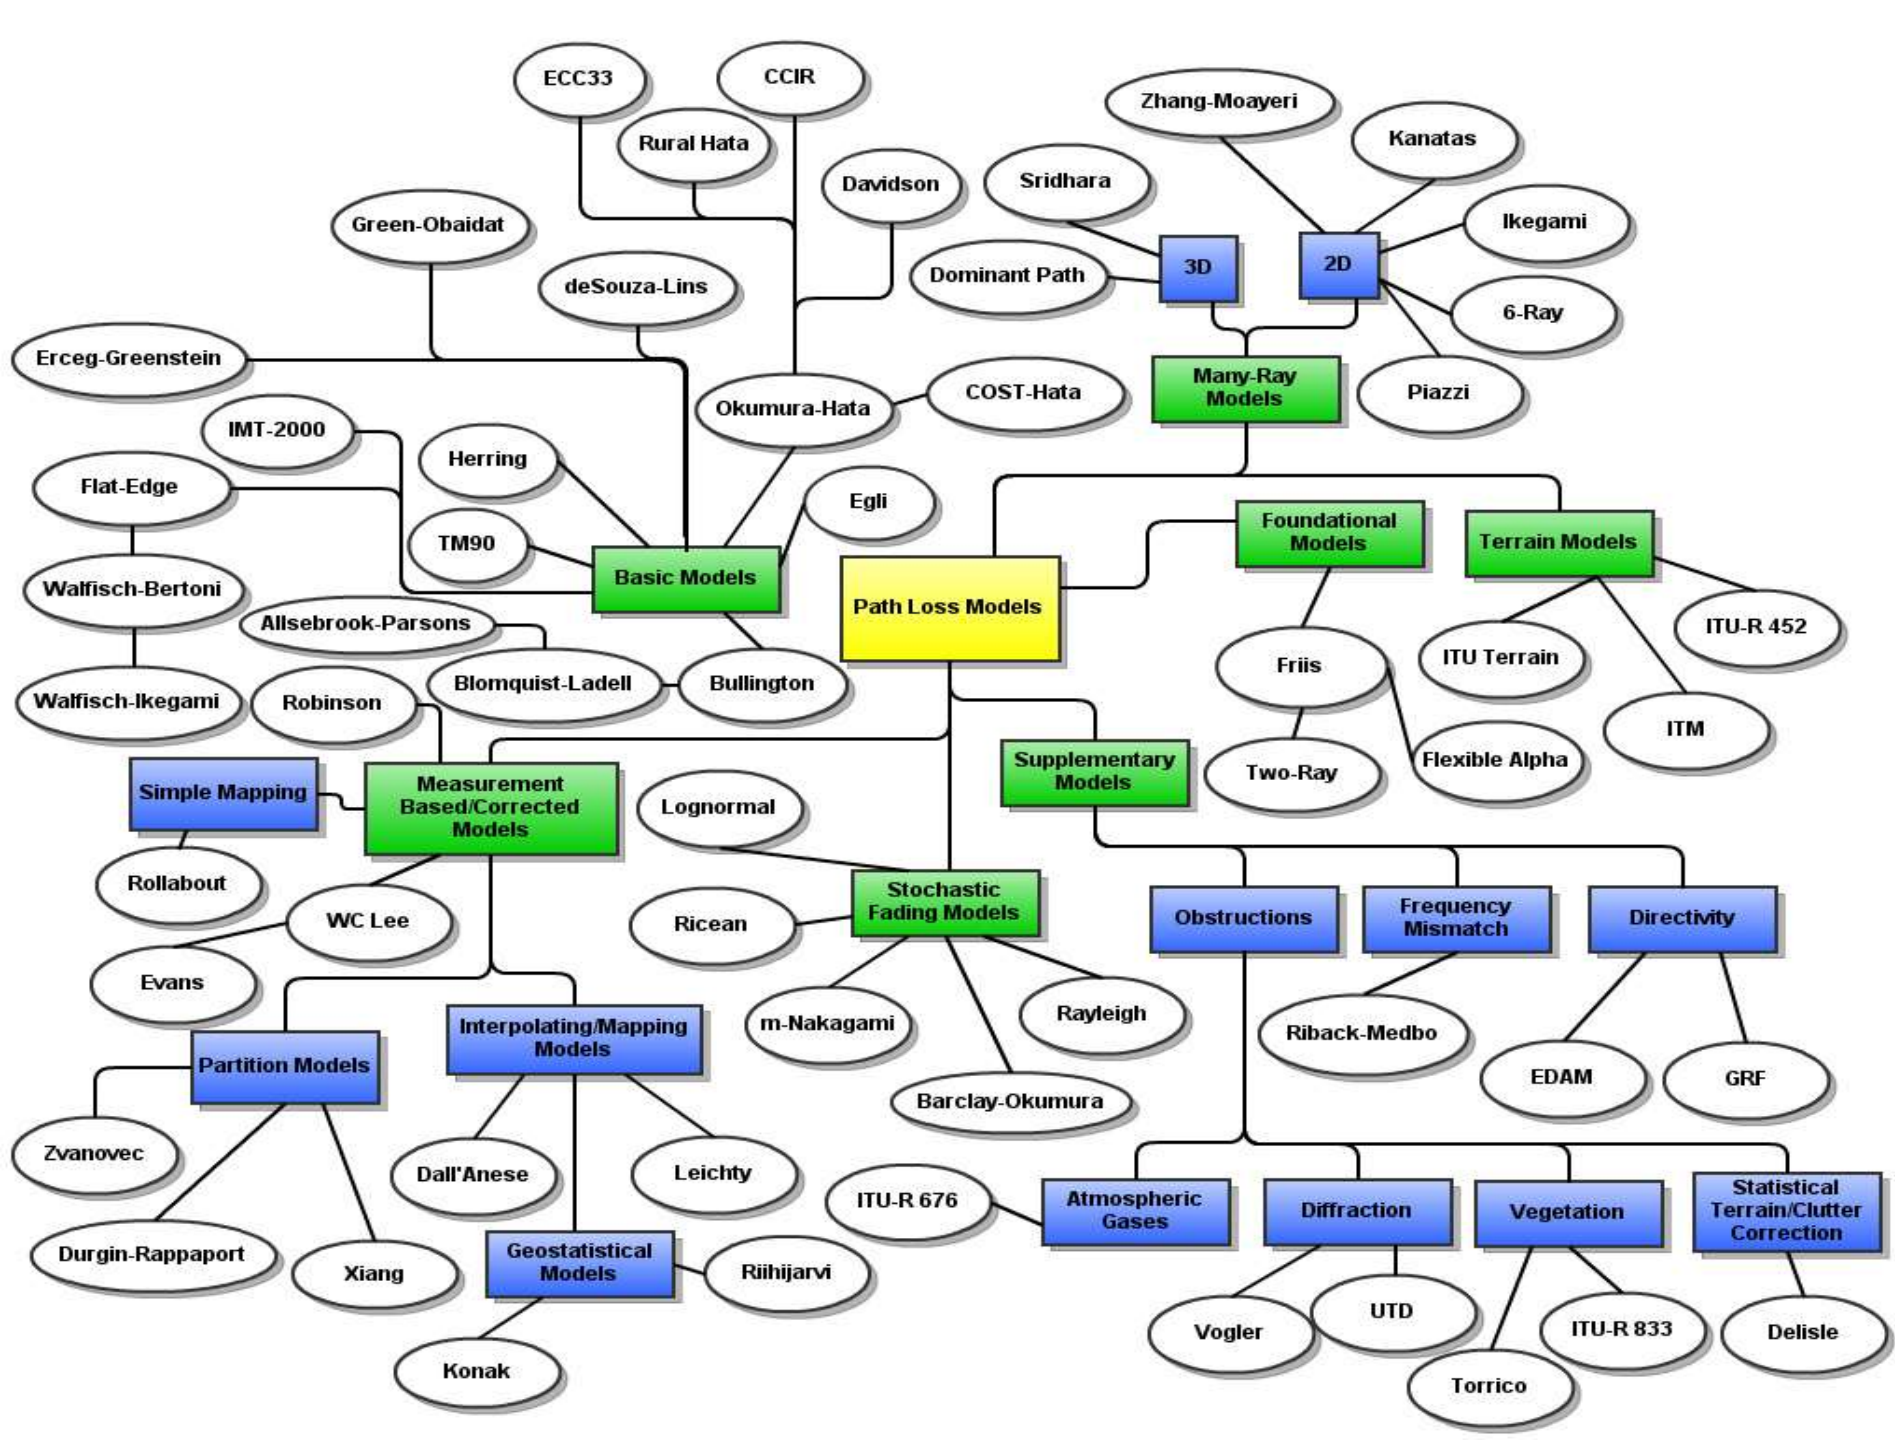 ECC33
CCIR
Zhang-Moayeri
Rural Hata
Kanatas
Davidson
Sridhara
Green-Obaidat
Ikegami
3D
2D
Dominant Path
deSouza-Lins
6-Ray
Erceg-Greenstein
Many-Ray
Models
Piazzi
COST-Hata
Okumura-Hata
IMT-2000
Herring
Flat-Edge
Egli
Foundational
Models
Terrain Models
TM90
Basic Models
Walfisch-Bertoni
Path Loss Models
Allsebrook-Parsons
ITU-R 452
ITU Terrain
Friis
Blomquist-Ladell
Bullington
Walfisch-Ikegami
Robinson
ITM
Supplementary
Models
Two-Ray
Flexible Alpha
Simple Mapping
Measurement
Based/Corrected
Models
Lognormal
Rollabout
WC Lee
Ricean
Stochastic
Fading Models
Obstructions
Frequency
Mismatch
Directivity
Evans
m-Nakagami
Rayleigh
Interpolating/Mapping
Models
Riback-Medbo
Partition Models
EDAM
GRF
Barclay-Okumura
Zvanovec
Dall'Anese
Leichty
ITU-R 676
Atmospheric
Gases
Diffraction
Vegetation
Statistical
Terrain/Clutter
Correction
Durgin-Rappaport
Xiang
Geostatistical
Models
Riihijarvi
Vogler
UTD
ITU-R 833
Delisle
Konak
Torrico